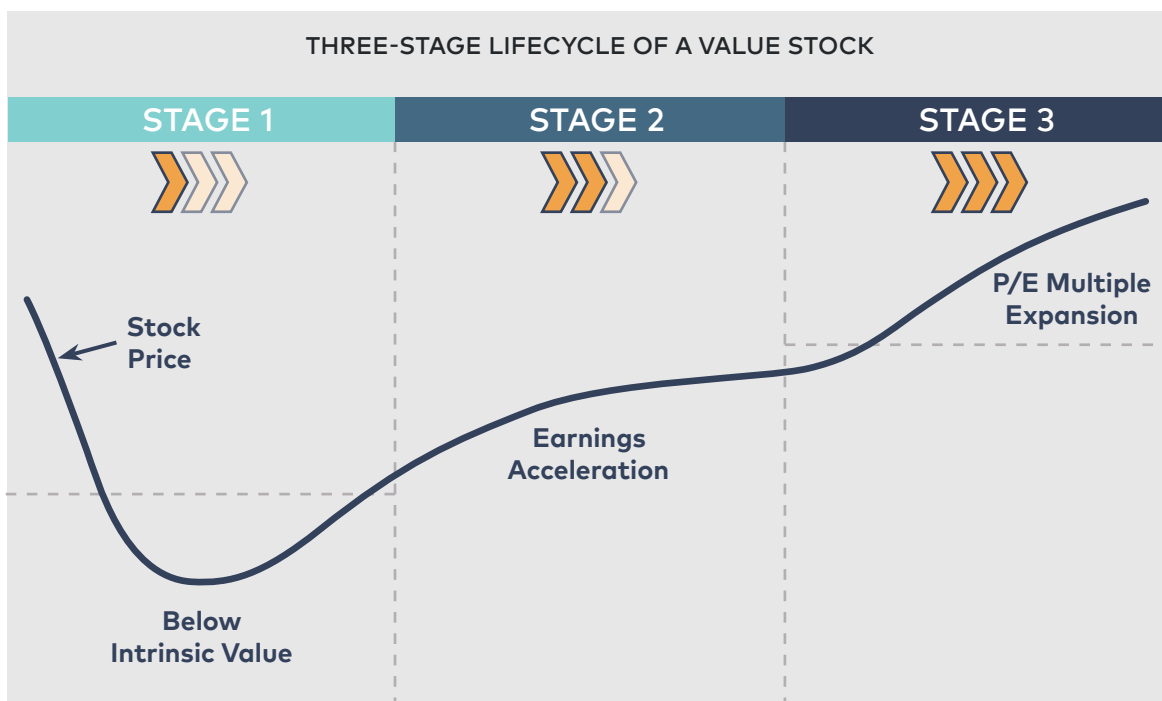 THREE-STAGE LIFECYCLE OF A VALUE STOCK
STAGE 1
STAGE 2
STAGE 3
Stock
Price
Below
Intrinsic Value
Earnings
Acceleration
P/E Multiple
Expansion